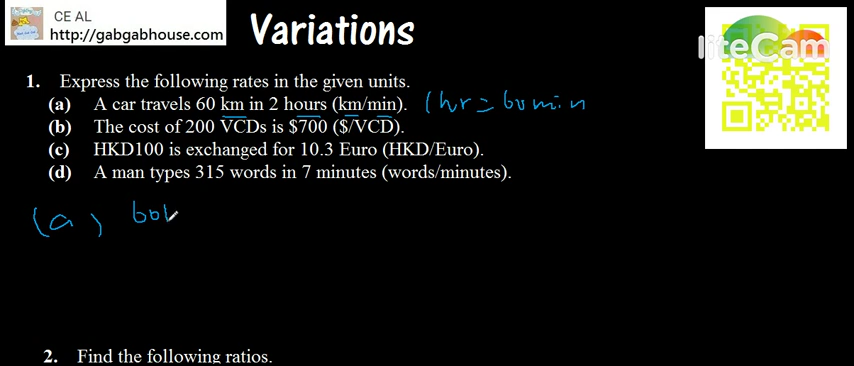 CE AL
http://gabgabhouse.com
Variations
liteCam
1. Express the following rates in the given units.
(a) A car travels 60 km in 2 hours (km/min). 1hr = 60min
(b) The cost of 200 VCDs is $700 ($/VCD).
(c) HKD100 is exchanged for 10.3 Euro (HKD/Euro).
(d) A man types 315 words in 7 minutes (words/minutes).
(a) 60k
2. Find the following ratios.